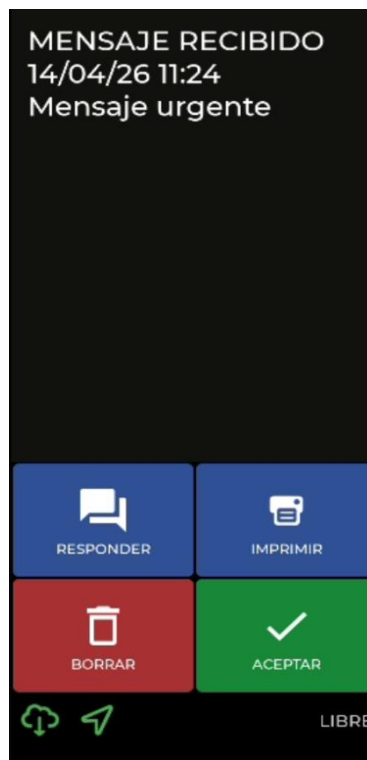 MENSAJE RECIBIDO
14/04/26 11:24
Mensaje urgente
RESPONDER
IMPRIMIR
BORRAR
ACEPTAR
LIBRE